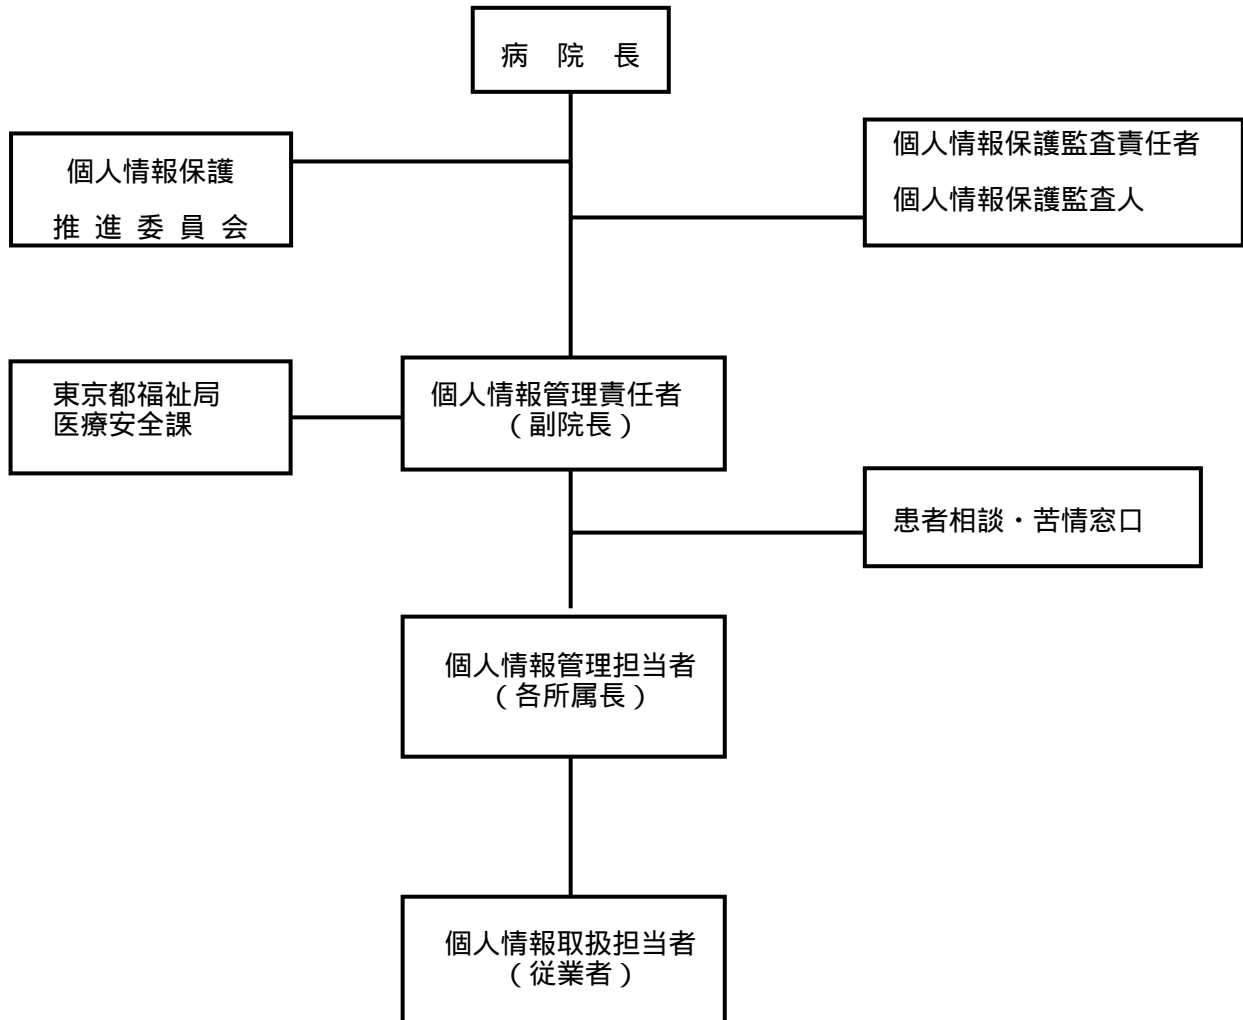 病　院　長
個人情報保護
推 進 委 員 会
個人情報保護監査責任者
個人情報保護監査人
東京都福祉局
医療安全課
個人情報管理責任者
（副院長）
患者相談・苦情窓口
個人情報管理担当者
（各所属長）
個人情報取扱担当者
（従業者）